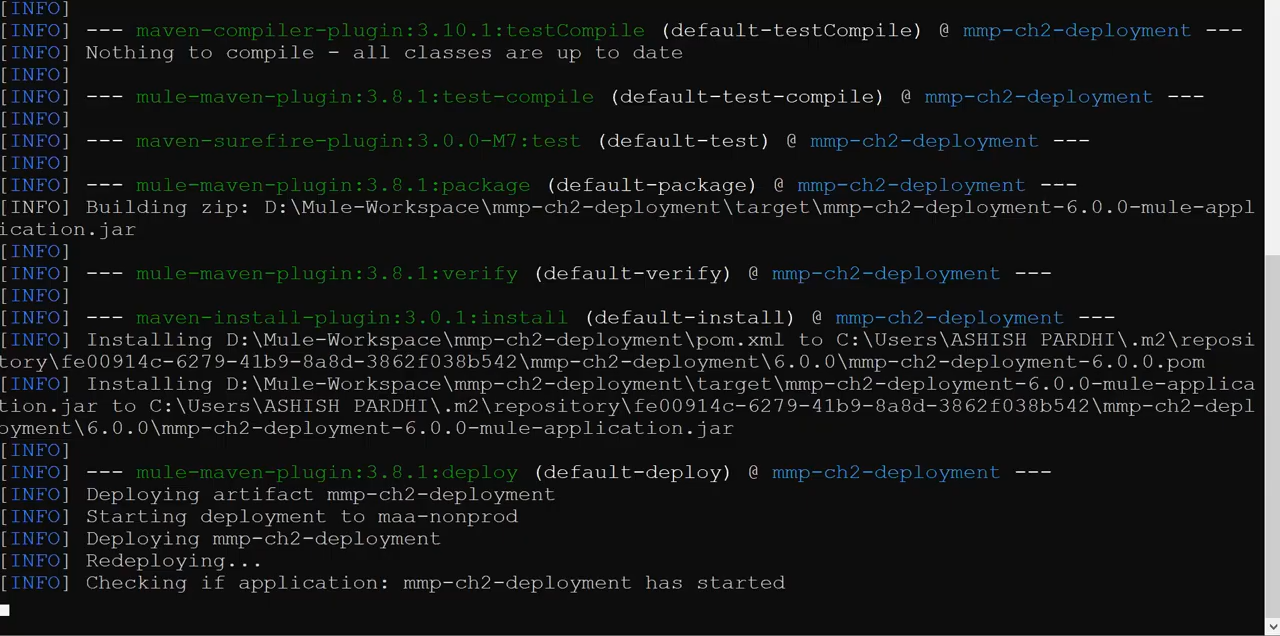 [INFO]
[INFO] --- maven-compiler-plugin:3.10.1:testCompile (default-testCompile) @ mmp-ch2-deployment ---
[INFO] Nothing to compile - all classes are up to date
[INFO]
[INFO] --- mule-maven-plugin:3.8.1:test-compile (default-test-compile) @ mmp-ch2-deployment ---
[INFO]
[INFO] --- maven-surefire-plugin:3.0.0-M7:test (default-test) @ mmp-ch2-deployment ---
[INFO]
[INFO] --- mule-maven-plugin:3.8.1:package (default-package) @ mmp-ch2-deployment ---
[INFO] Building zip: D:\Mule-Workspace\mmp-ch2-deployment\target\mmp-ch2-deployment-6.0.0-mule-appl
ication.jar
[INFO]
[INFO] --- mule-maven-plugin:3.8.1:verify (default-verify) @ mmp-ch2-deployment ---
[INFO]
[INFO] --- maven-install-plugin:3.0.1:install (default-install) @ mmp-ch2-deployment ---
[INFO] Installing D:\Mule-Workspace\mmp-ch2-deployment\pom.xml to C:\Users\ASHISH PARDHI\.m2\reposi
tory\fe00914c-6279-41b9-8a8d-3862f038b542\mmp-ch2-deployment\6.0.0\mmp-ch2-deployment-6.0.0.pom
[INFO] Installing D:\Mule-Workspace\mmp-ch2-deployment\target\mmp-ch2-deployment-6.0.0-mule-applica
tion.jar to C:\Users\ASHISH PARDHI\.m2\repository\fe00914c-6279-41b9-8a8d-3862f038b542\mmp-ch2-depl
oyment\6.0.0\mmp-ch2-deployment-6.0.0-mule-application.jar
[INFO]
[INFO] --- mule-maven-plugin:3.8.1:deploy (default-deploy) @ mmp-ch2-deployment ---
[INFO] Deploying artifact mmp-ch2-deployment
[INFO] Starting deployment to maa-nonprod
[INFO] Deploying mmp-ch2-deployment
[INFO] Redeploying...
[INFO] Checking if application: mmp-ch2-deployment has started